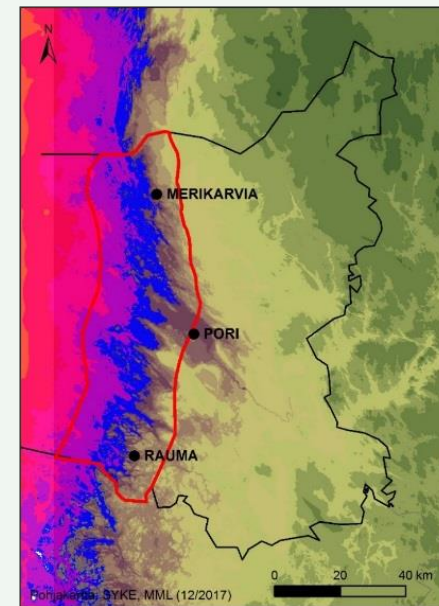 N
MERIKARVIA
PORI
RAUMA
0 20 40 km
Pohjakartta, SYKE, MML (12/2017)